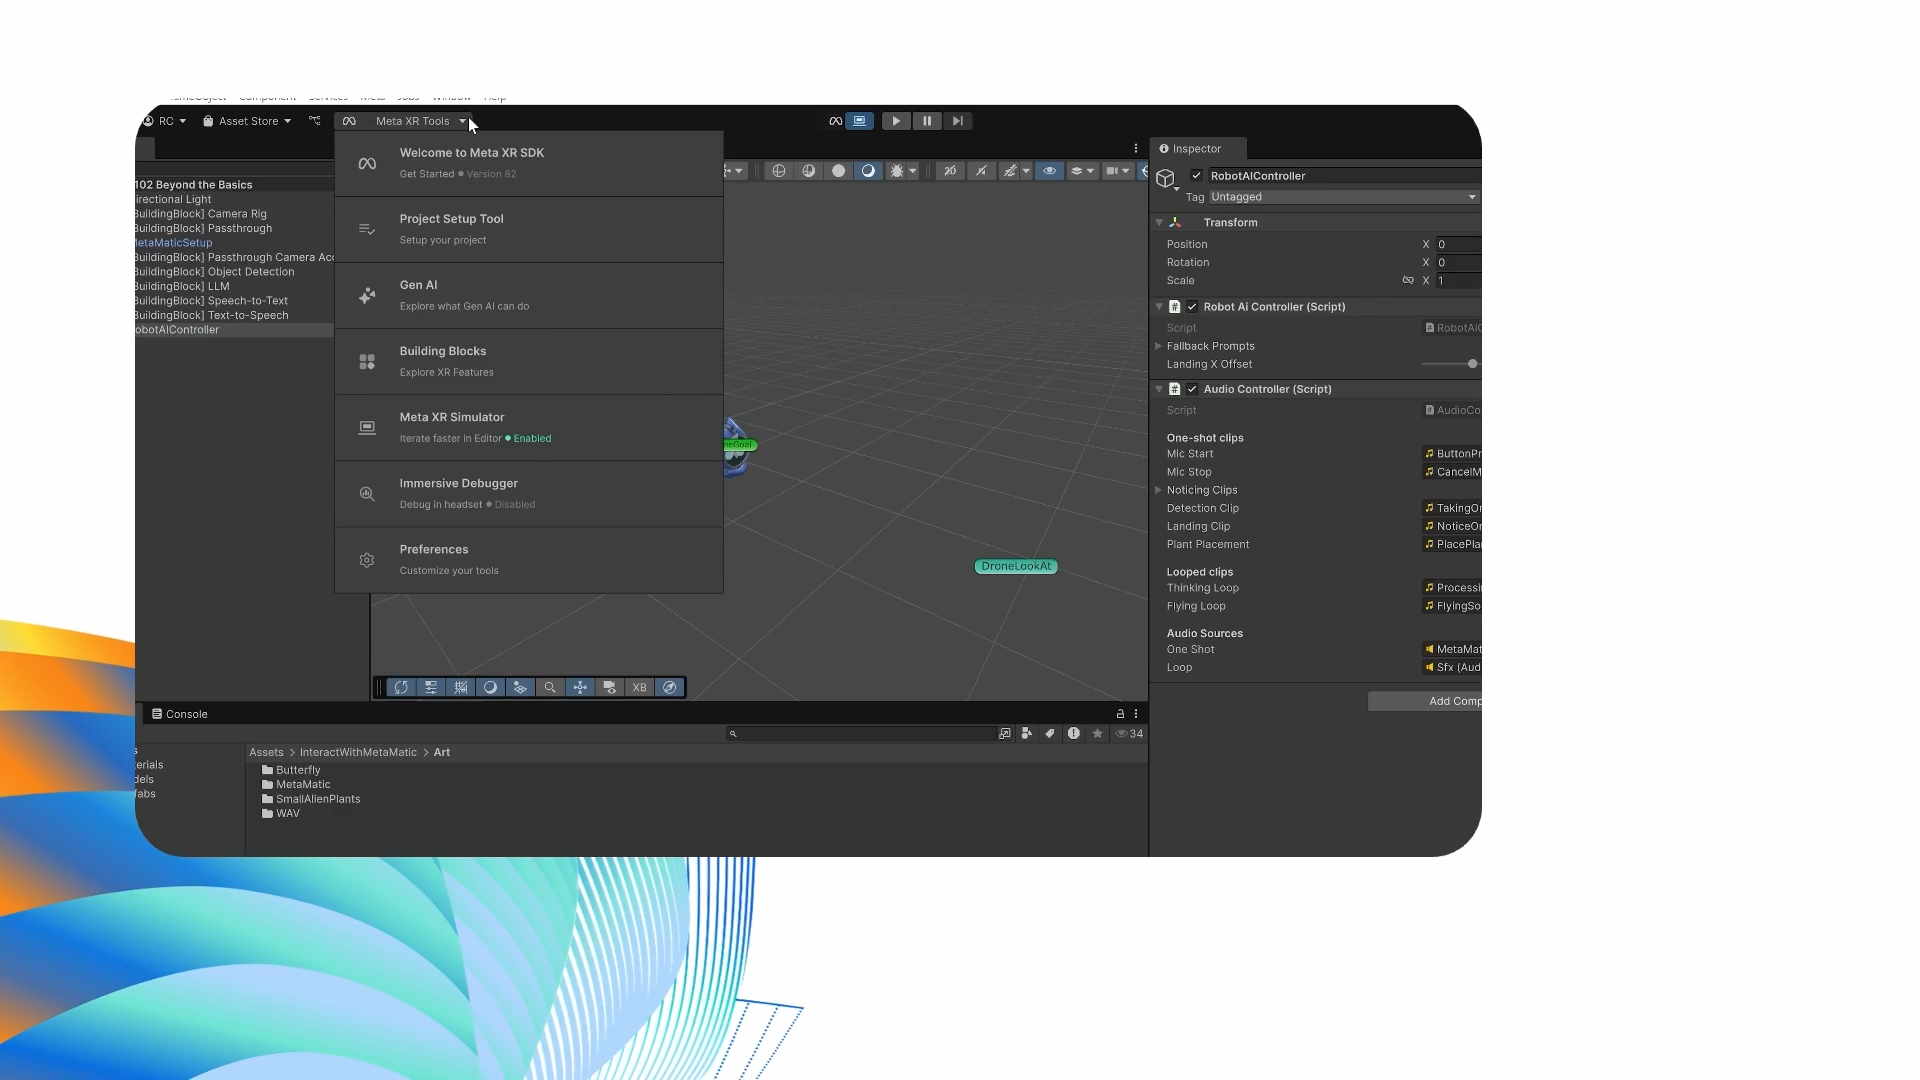 Component
RC
Asset Store
Meta XR Tools
Welcome to Meta XR SDK
Get Started
Version 82
Project Setup Tool
Setup your project
Gen AI
Explore what Gen AI can do
Building Blocks
Explore XR Features
Meta XR Simulator
Iterate faster in Editor
Enabled
Immersive Debugger
Debug in headset
Disabled
Preferences
Customize your tools
102 Beyond the Basics
irectional Light
BuildingBlock] Camera Rig
BuildingBlock] Passthrough
MetaMaticSetup
BuildingBlock] Passthrough Camera Acc
BuildingBlock] Object Detection
BuildingBlock] LLM
BuildingBlock] Speech-to-Text
BuildingBlock] Text-to-Speech
obotAIController
2D
neGoal
DroneLookAt
XB
Inspector
RobotAIController
Tag Untagged
Transform
Position X 0
Rotation X 0
Scale X 1
Robot Ai Controller (Script)
Script RobotAIC
Fallback Prompts
Landing X Offset
Audio Controller (Script)
Script AudioCo
One-shot clips
Mic Start ButtonPr
Mic Stop CancelM
Noticing Clips
Detection Clip TakingOr
Landing Clip NoticeOr
Plant Placement PlacePlan
Looped clips
Thinking Loop Processi
Flying Loop FlyingSo
Audio Sources
One Shot MetaMat
Loop Sfx (Aud
Add Comp
Console
34
s
erials
dels
fabs
Assets > InteractWithMetaMatic > Art
Butterfly
MetaMatic
SmallAlienPlants
WAV